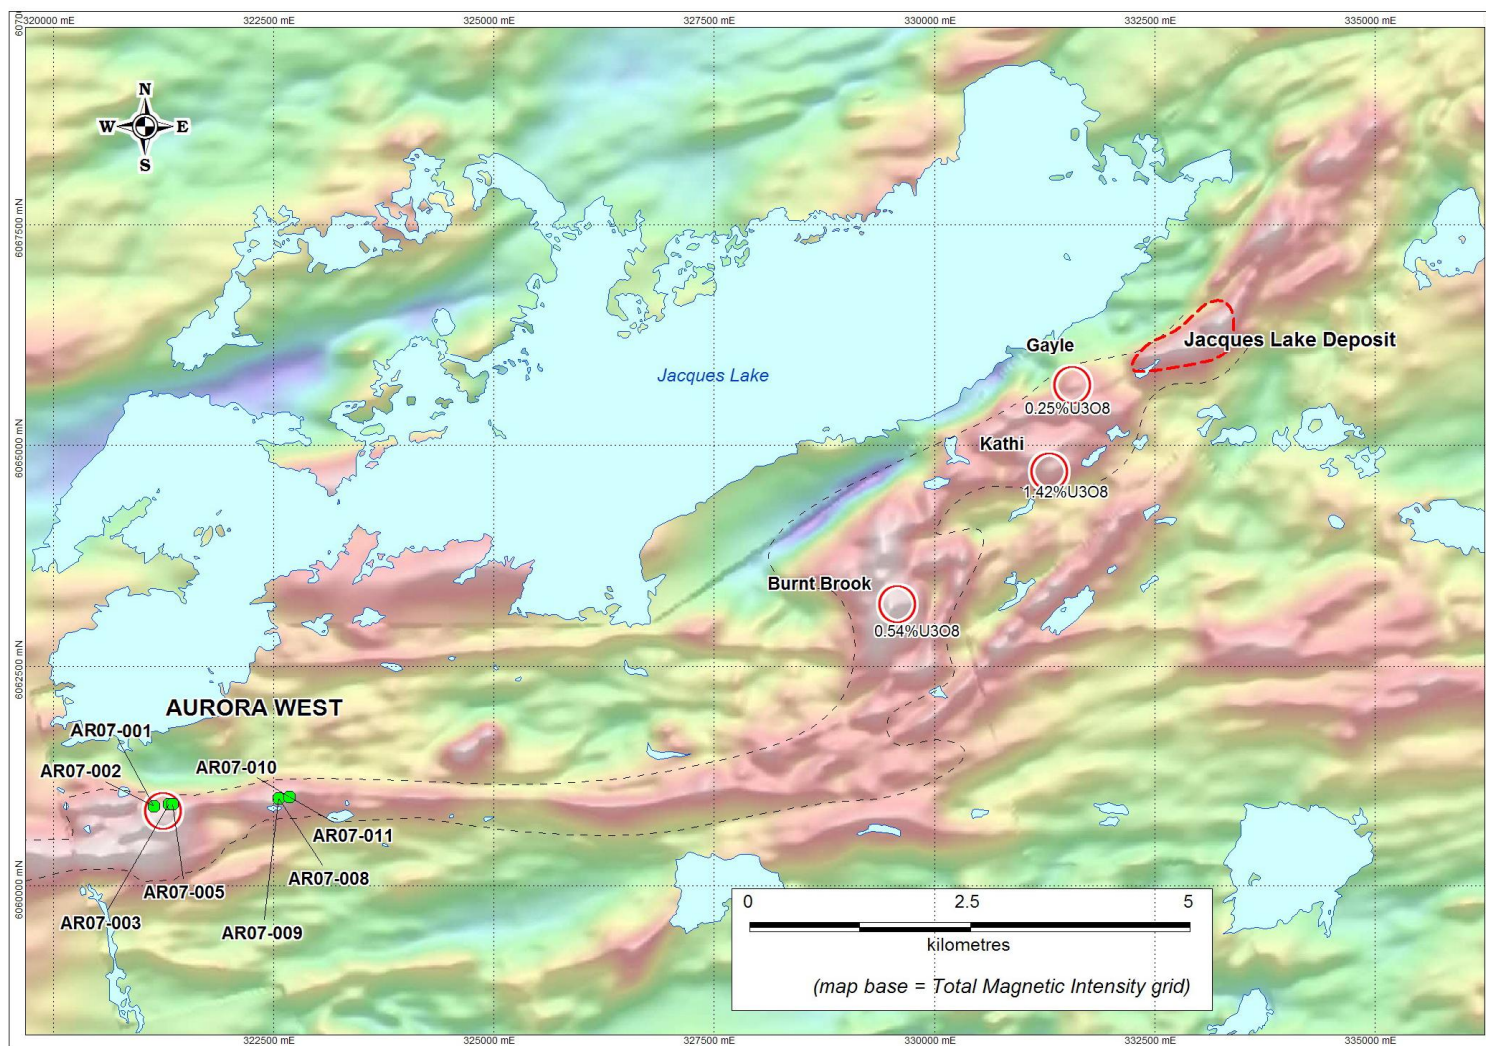 320000 mE
322500 mE
325000 mE
327500 mE
330000 mE
332500 mE
335000 mE
6067500 mN
6065000 mN
6062500 mN
6060000 mN
N
W E
S
Jacques Lake
Gayle
0.25%U3O8
Jacques Lake Deposit
Kathi
1.42%U3O8
Burnt Brook
0.54%U3O8
AURORA WEST
AR07-001
AR07-002
AR07-010
AR07-011
AR07-008
AR07-005
AR07-003
AR07-009
0 2.5 5
kilometres
(map base = Total Magnetic Intensity grid)
322500 mE
325000 mE
327500 mE
330000 mE
332500 mE
335000 mE